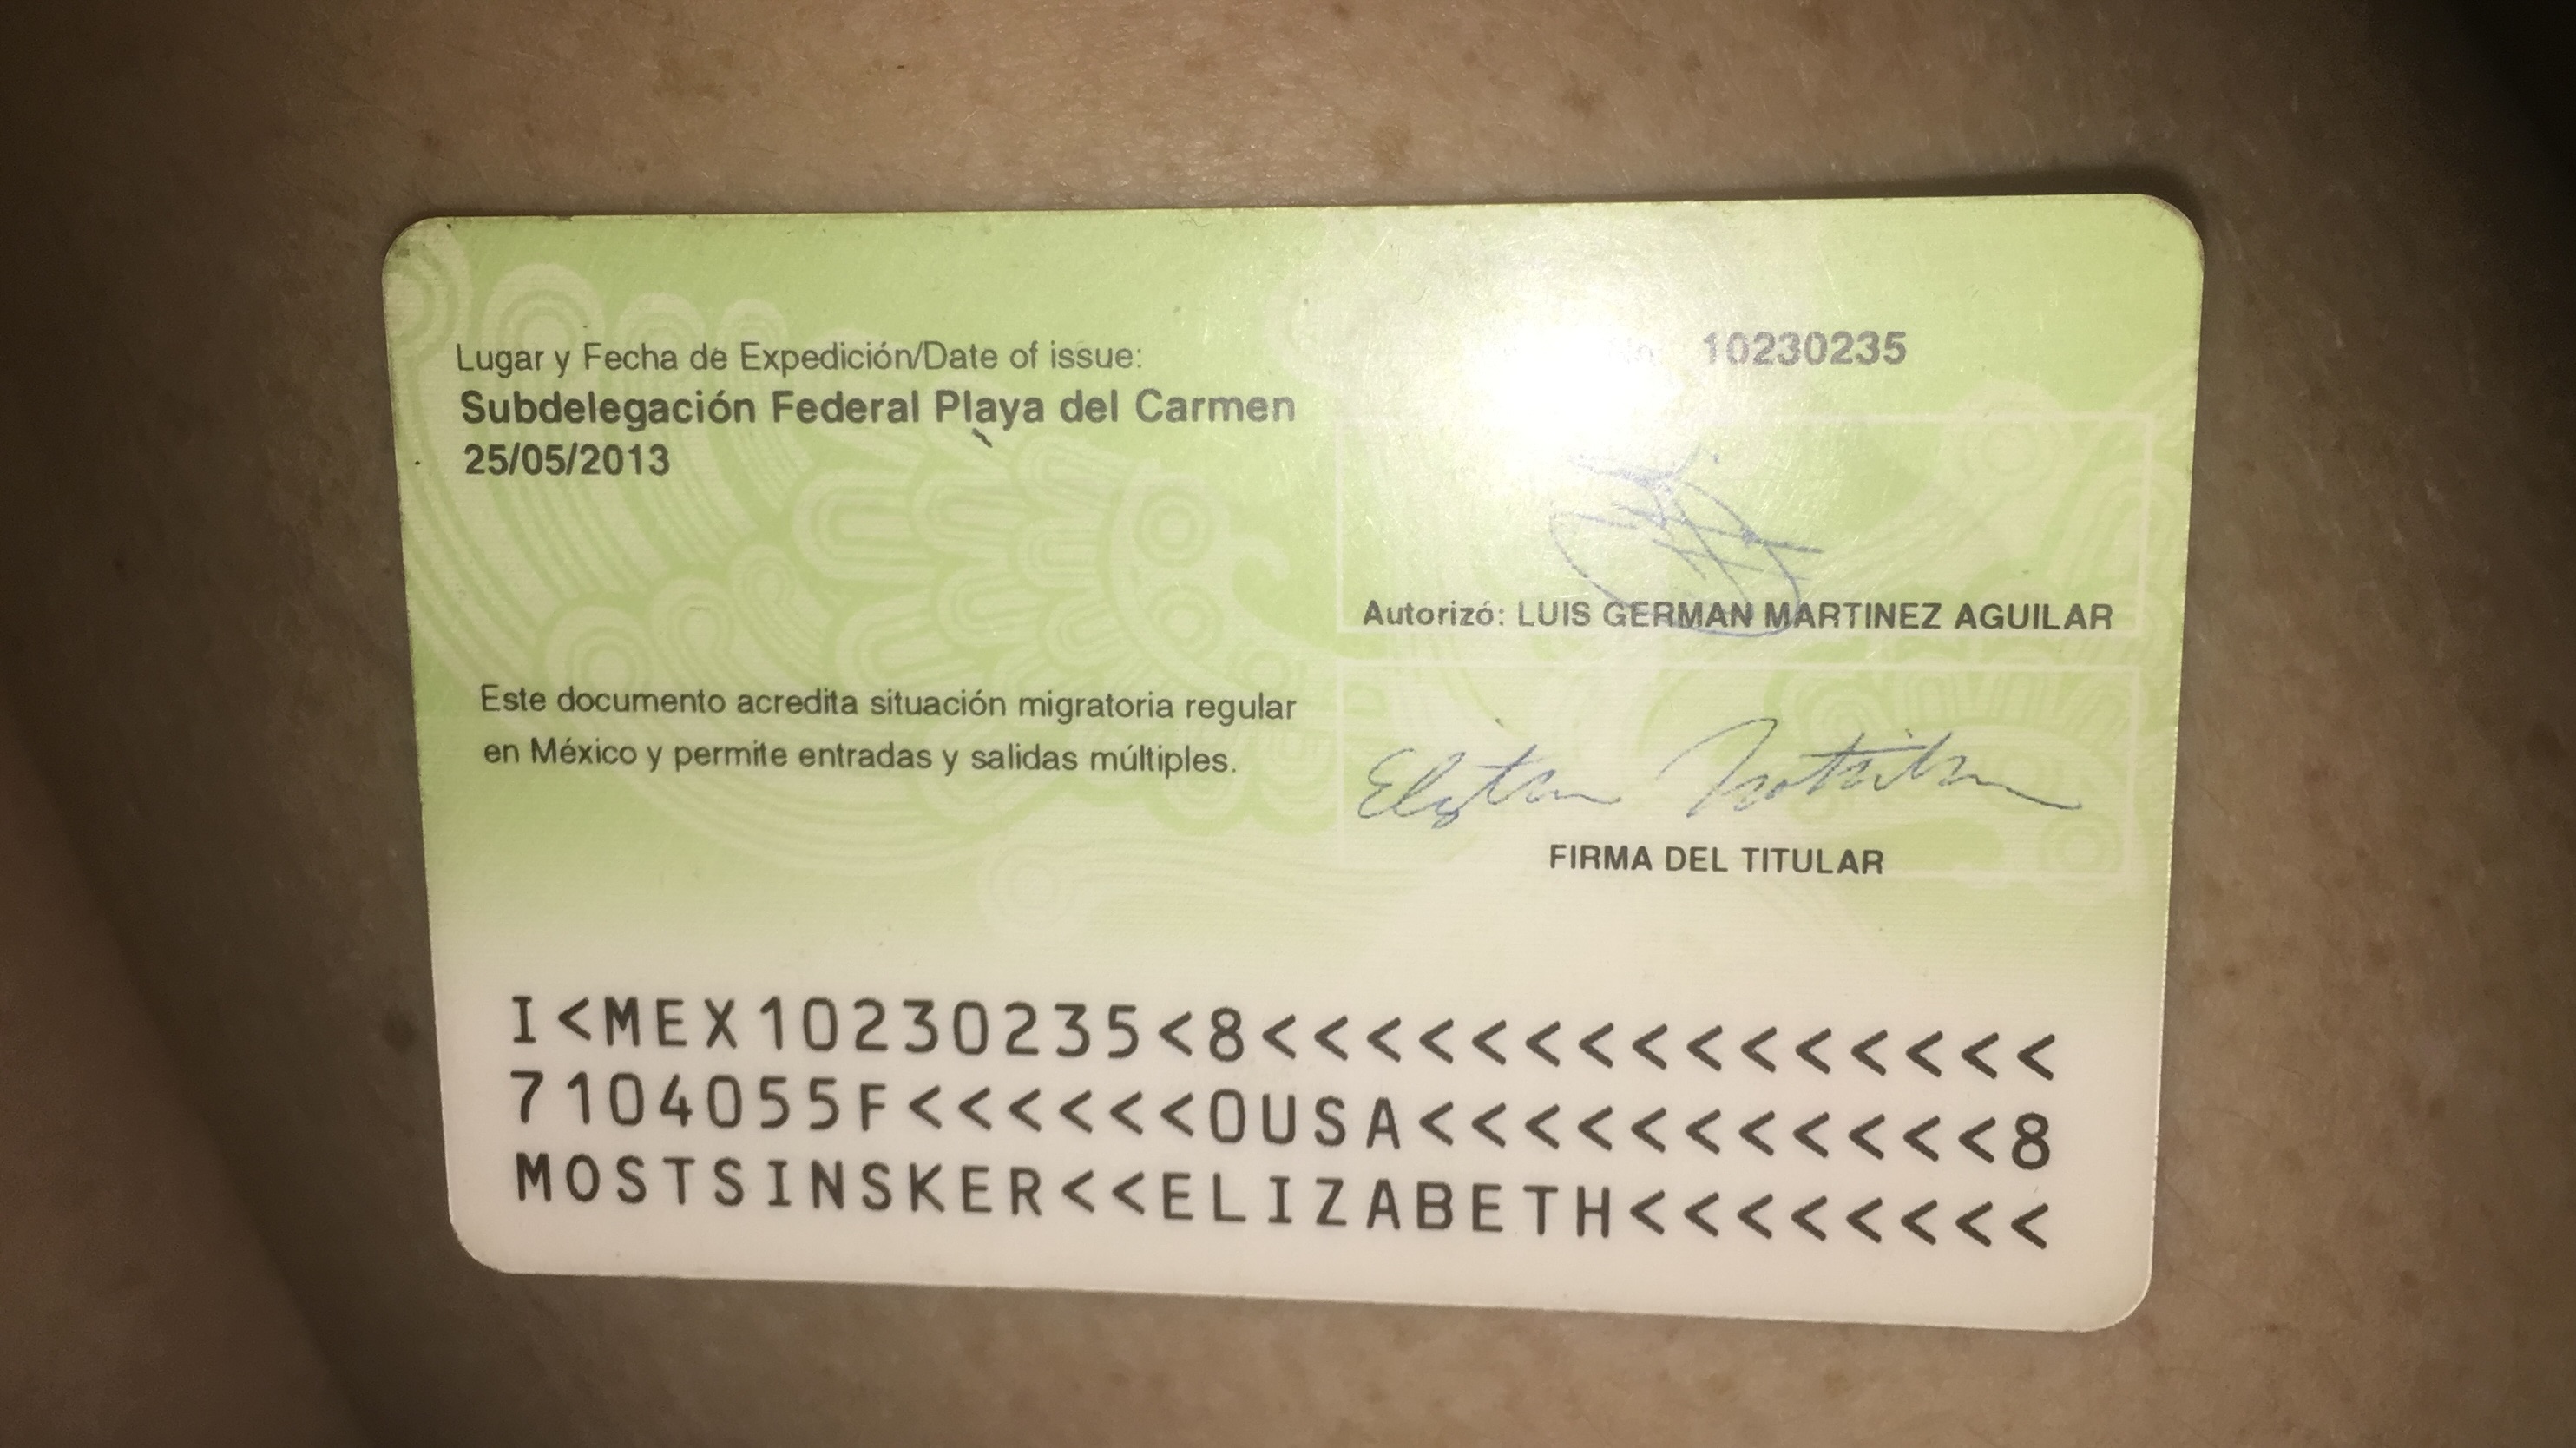 Lugar y Fecha de Expedición/Date of issue:
Subdelegación Federal Playa del Carmen
25/05/2013
10230235
Autorizó: LUIS GERMAN MARTINEZ AGUILAR
Este documento acredita situación migratoria regular
en México y permite entradas y salidas múltiples.
FIRMA DEL TITULAR
I<MEX10230235<8<<<<<<<<<<<<<<<
7104055F<<<<<<0USA<<<<<<<<<<<8
MOSTSINSKER<<ELIZABETH<<<<<<<<